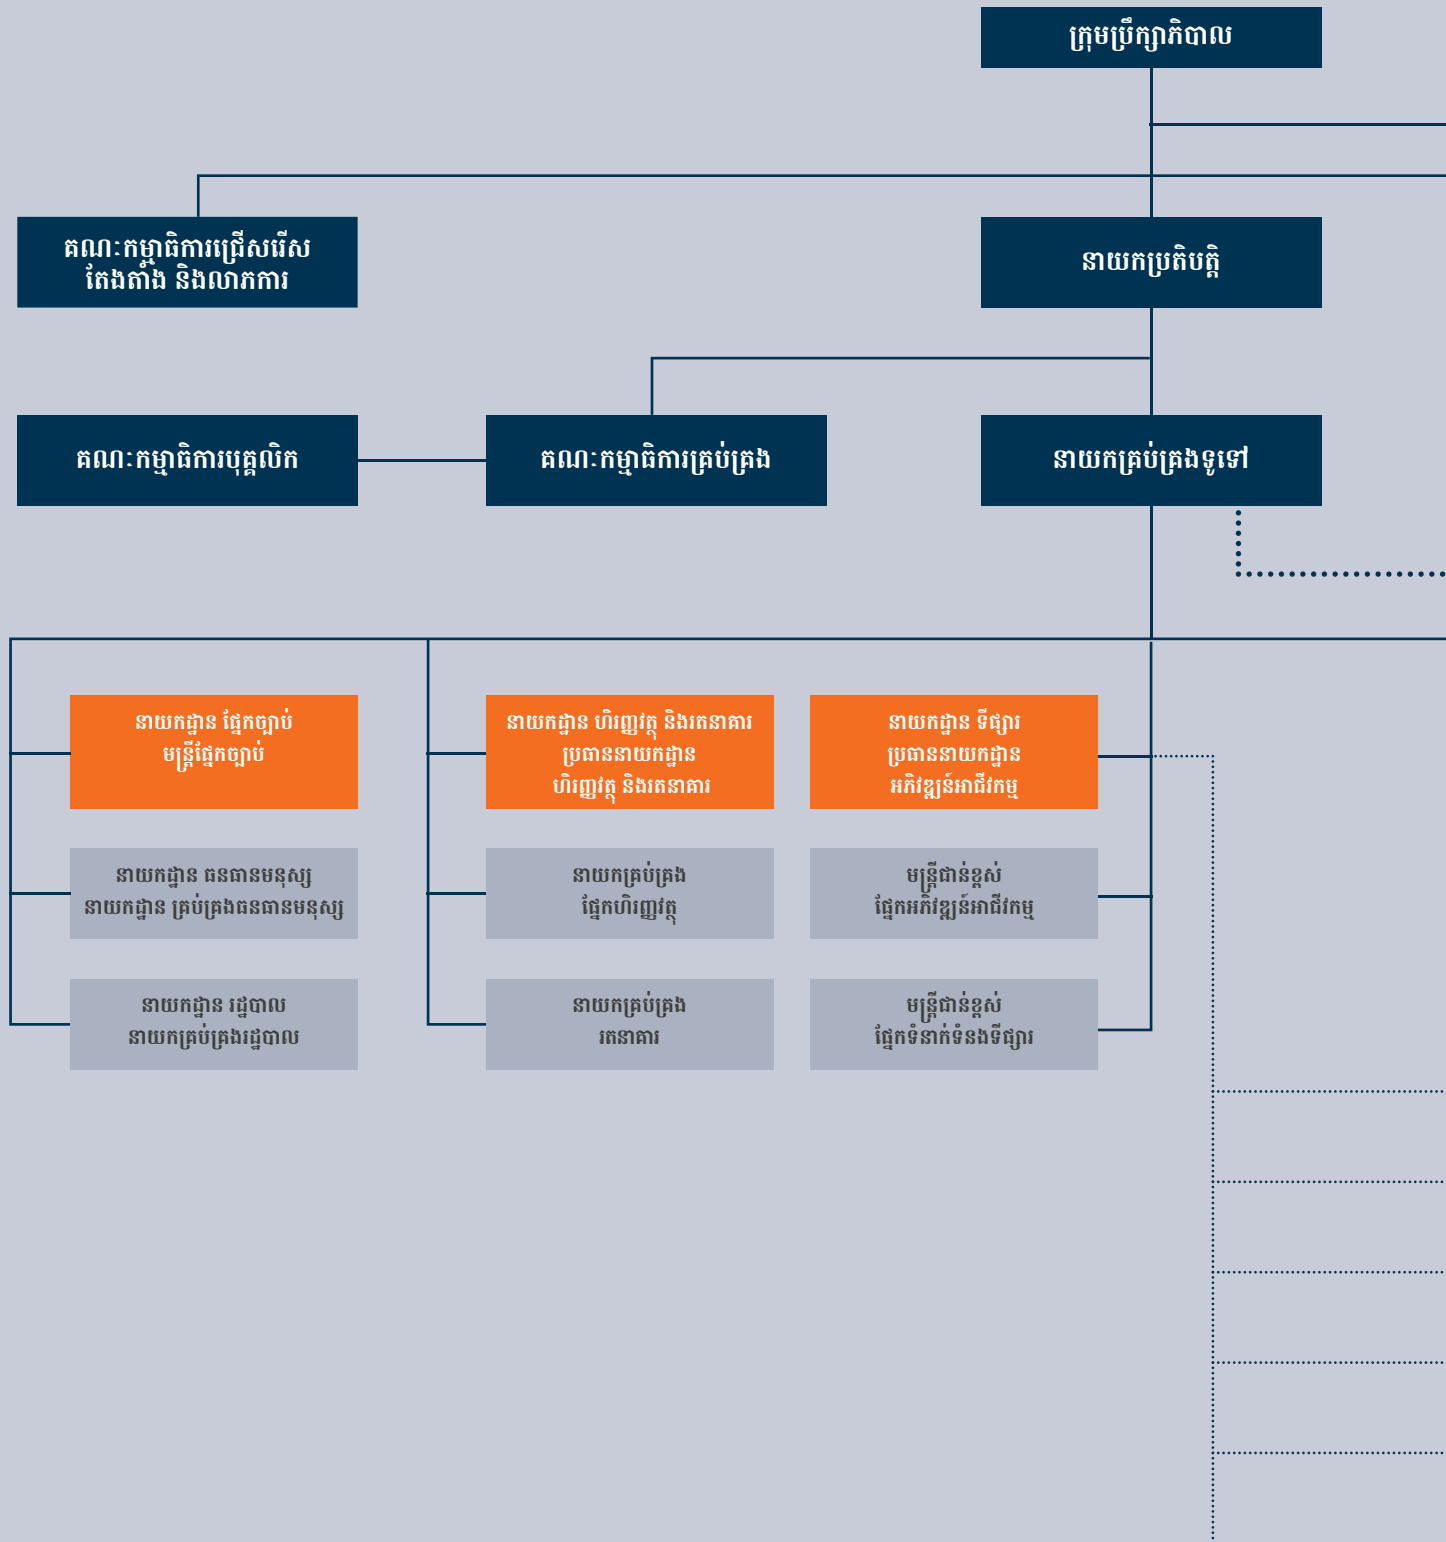 ក្រុមប្រឹក្សាភិបាល
គណៈកម្មាធិការជ្រើសរើស
តែងតាំង និងលាភការ
នាយកប្រតិបត្តិ
គណៈកម្មាធិការបុគ្គលិក
គណៈកម្មាធិការគ្រប់គ្រង
នាយកគ្រប់គ្រងទូទៅ
នាយកដ្ឋាន ផ្នែកច្បាប់
មន្ត្រីផ្នែកច្បាប់
នាយកដ្ឋាន ហិរញ្ញវត្ថុ និងរតនាគារ
ប្រធាននាយកដ្ឋាន
ហិរញ្ញវត្ថុ និងរតនាគារ
នាយកដ្ឋាន ទីផ្សារ
ប្រធាននាយកដ្ឋាន
អភិវឌ្ឍន៍អាជីវកម្ម
នាយកដ្ឋាន ធនធានមនុស្ស
នាយកដ្ឋាន គ្រប់គ្រងធនធានមនុស្ស
នាយកគ្រប់គ្រង
ផ្នែកហិរញ្ញវត្ថុ
មន្ត្រីជាន់ខ្ពស់
ផ្នែកអភិវឌ្ឍន៍អាជីវកម្ម
នាយកដ្ឋាន រដ្ឋបាល
នាយកគ្រប់គ្រងរដ្ឋបាល
នាយកគ្រប់គ្រង
រតនាគារ
មន្ត្រីជាន់ខ្ពស់
ផ្នែកទំនាក់ទំនងទីផ្សារ